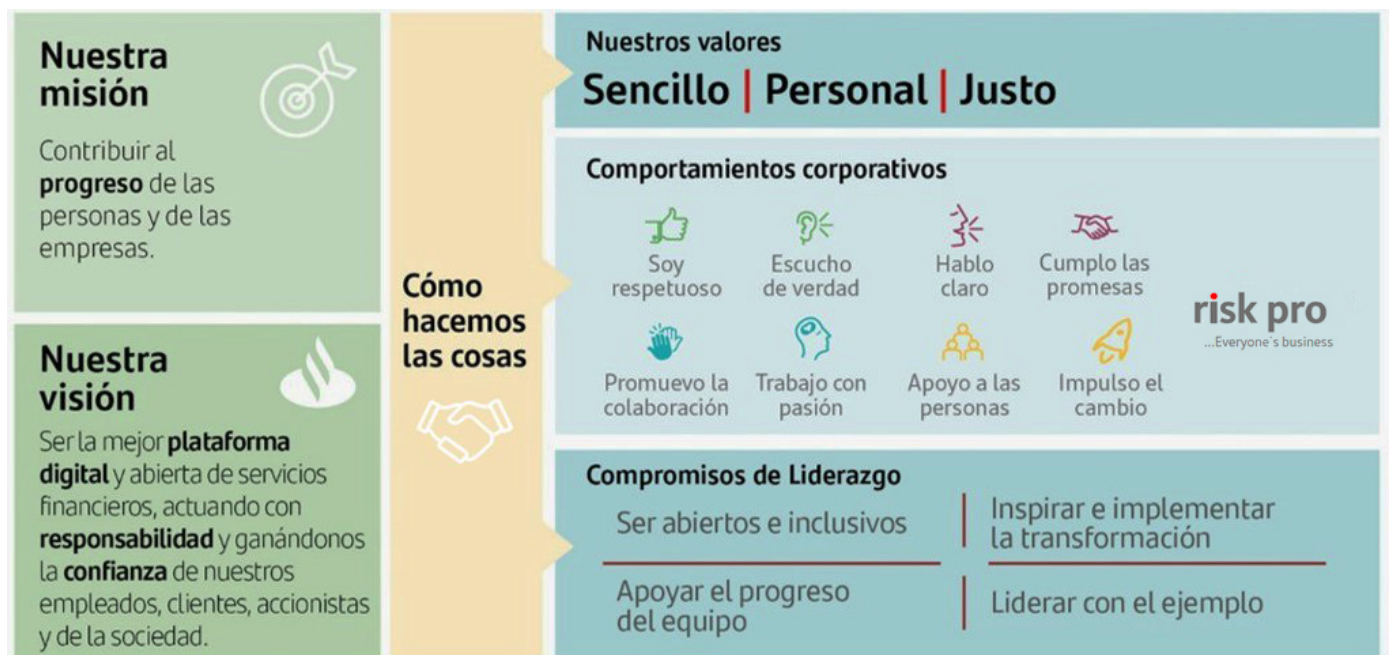 Nuestra
misión
Contribuir al
progreso de las
personas y de las
empresas.
Nuestra
visión
Ser la mejor plataforma
digital y abierta de servicios
financieros, actuando con
responsabilidad y ganándonos
la confianza de nuestros
empleados, clientes, accionistas
y de la sociedad.
Cómo
hacemos
las cosas
Nuestros valores
Sencillo | Personal | Justo
Comportamientos corporativos
Soy
respetuoso
Escucho
de verdad
Hablo
claro
Cumplo las
promesas
Promuevo la
colaboración
Trabajo con
pasión
Apoyo a las
personas
Impulso el
cambio
risk pro
...Everyone´s business
Compromisos de Liderazgo
Ser abiertos e inclusivos
Inspirar e implementar
la transformación
Apoyar el progreso
del equipo
Liderar con el ejemplo